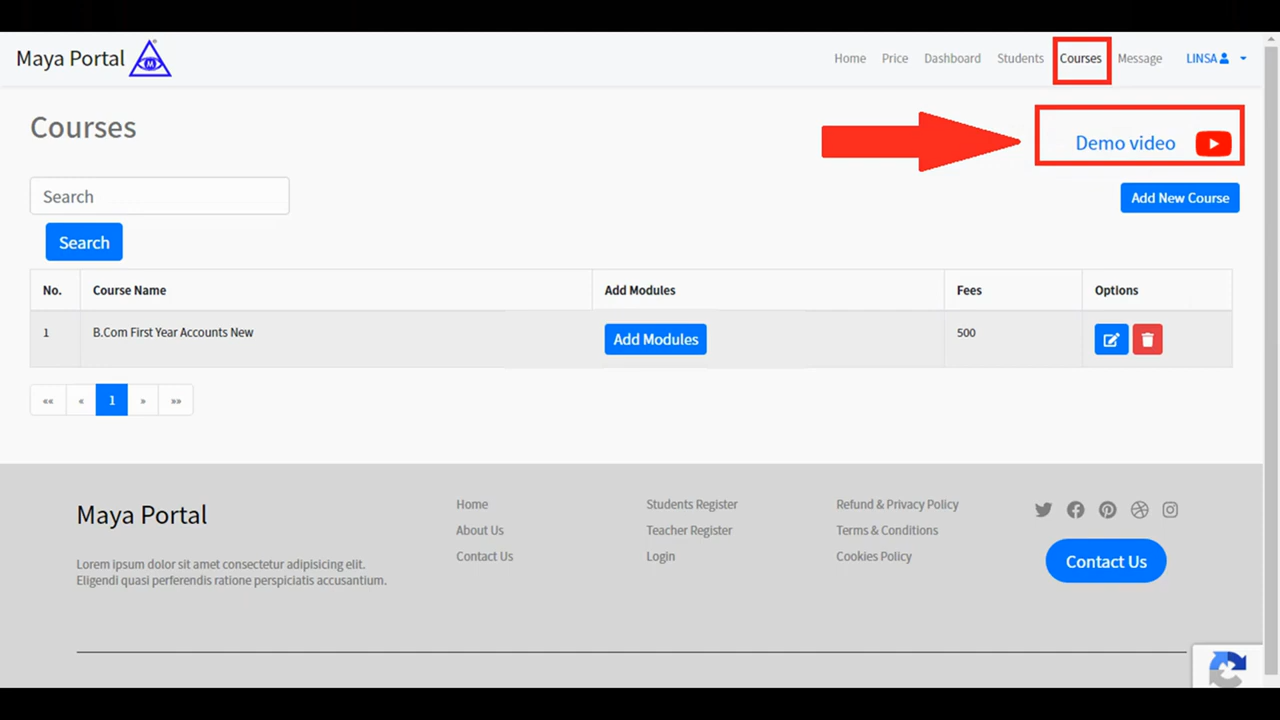 Maya Portal
Home Price Dashboard Students Courses Message LINSA
Courses
Demo video
Search
Add New Course
Search
No. Course Name Add Modules Fees Options
1 B.Com First Year Accounts New Add Modules 500
«« « 1 » »»
Maya Portal
Home Students Register Refund & Privacy Policy
About Us Teacher Register Terms & Conditions
Contact Us Login Cookies Policy
Contact Us
Lorem ipsum dolor sit amet consectetur adipisicing elit.
Eligendi quasi perferendis ratione perspiciatis accusantium.